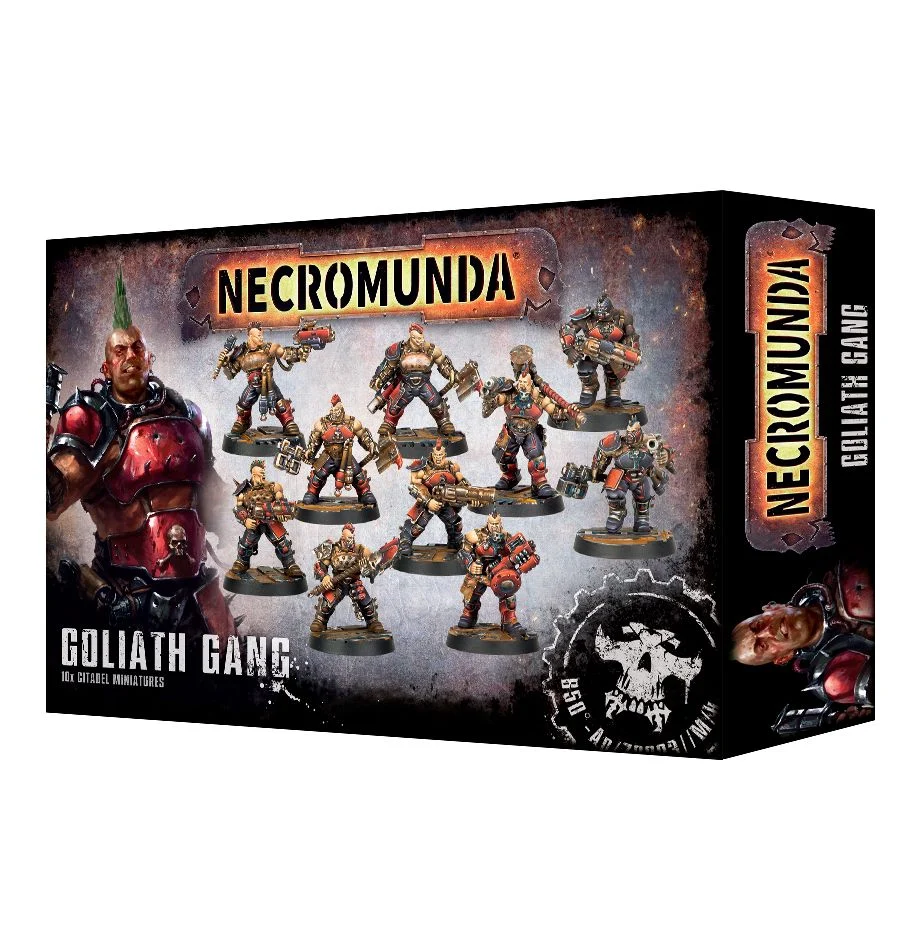 NECROMUNDA®
GOLIATH GANG
10x CITADEL MINIATURES
NECROMUNDA
GOLIATH GANG